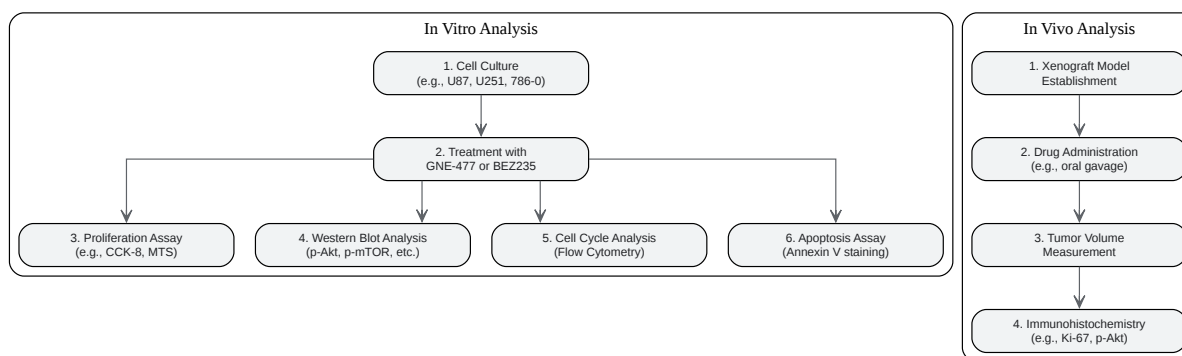 In Vitro Analysis
1. Cell Culture
(e.g., U87, U251, 786-0)
2. Treatment with
GNE-477 or BEZ235
3. Proliferation Assay
(e.g., CCK-8, MTS)
4. Western Blot Analysis
(p-Akt, p-mTOR, etc.)
5. Cell Cycle Analysis
(Flow Cytometry)
6. Apoptosis Assay
(Annexin V staining)
In Vivo Analysis
1. Xenograft Model
Establishment
2. Drug Administration
(e.g., oral gavage)
3. Tumor Volume
Measurement
4. Immunohistochemistry
(e.g., Ki-67, p-Akt)